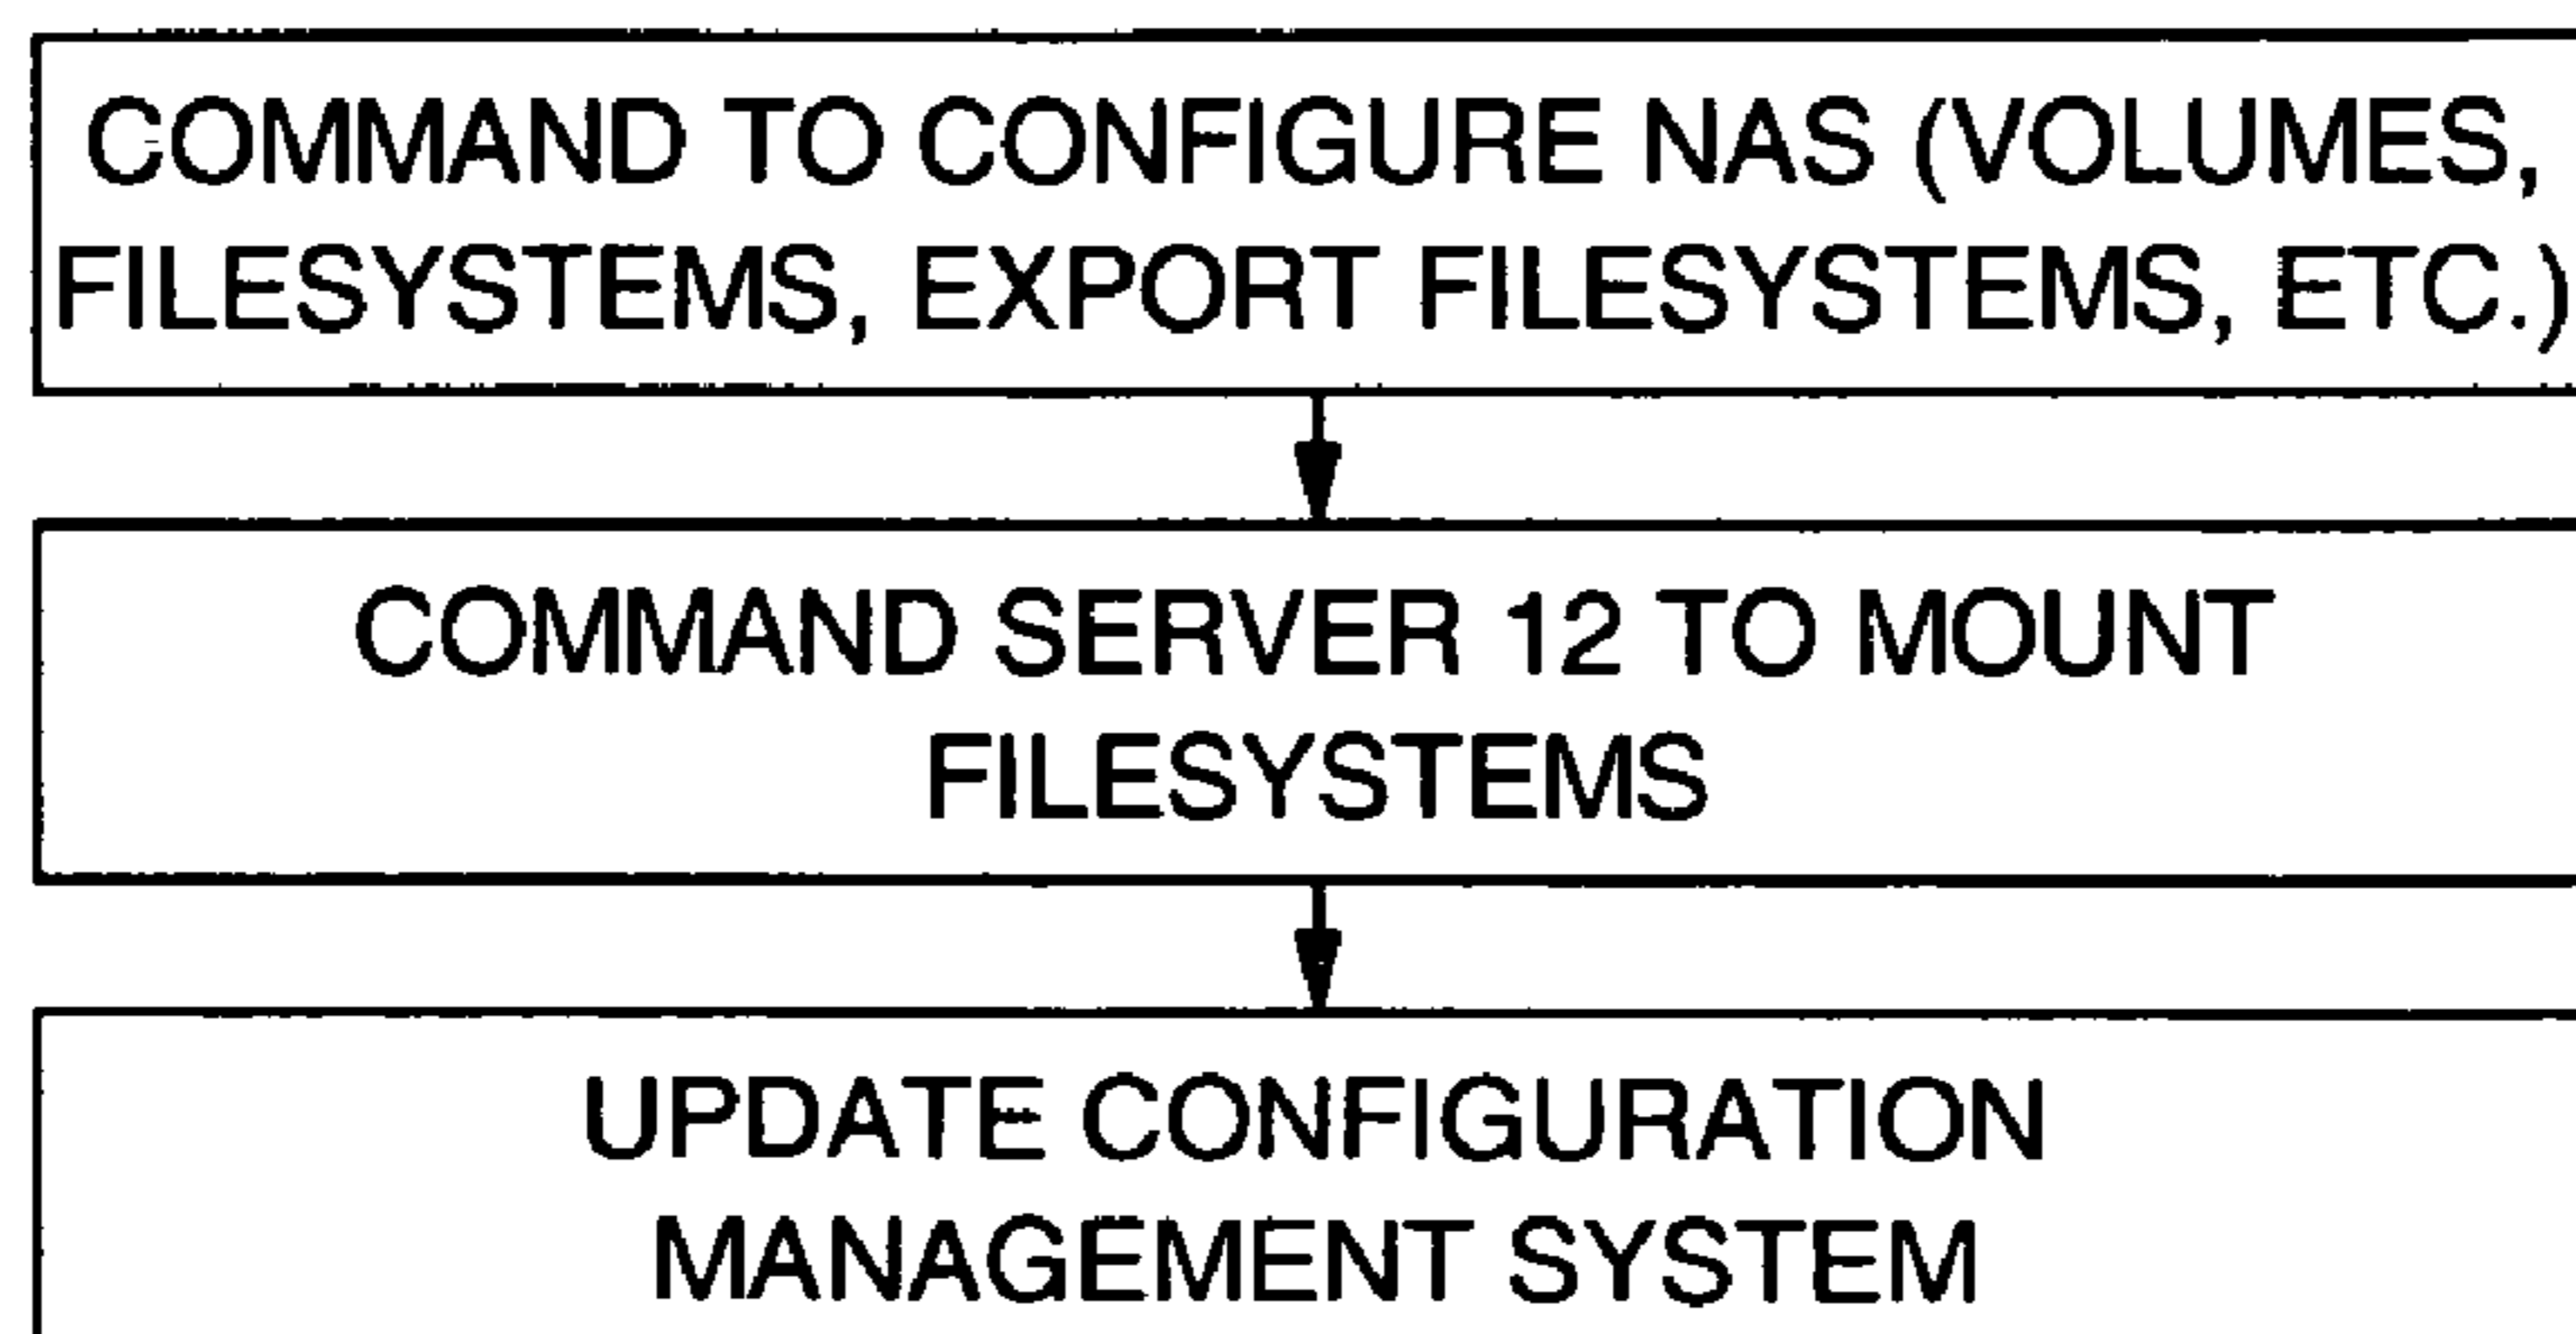 COMMAND TO CONFIGURE NAS (VOLUMES,
FILESYSTEMS, EXPORT FILESYSTEMS, ETC.)
COMMAND SERVER 12 TO MOUNT
FILESYSTEMS
UPDATE CONFIGURATION
MANAGEMENT SYSTEM